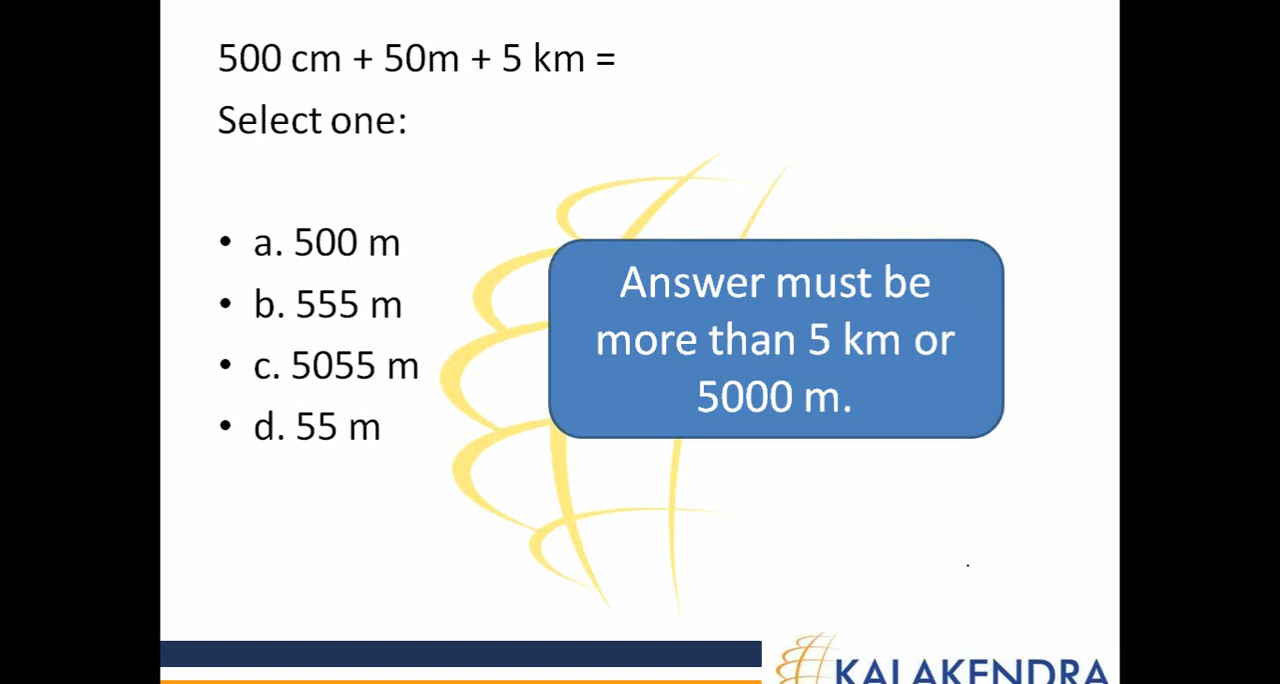 500 cm + 50m + 5 km =
Select one:
• a. 500 m
• b. 555 m
• c. 5055 m
• d. 55 m
Answer must be
more than 5 km or
5000 m.
KALAKENDRA